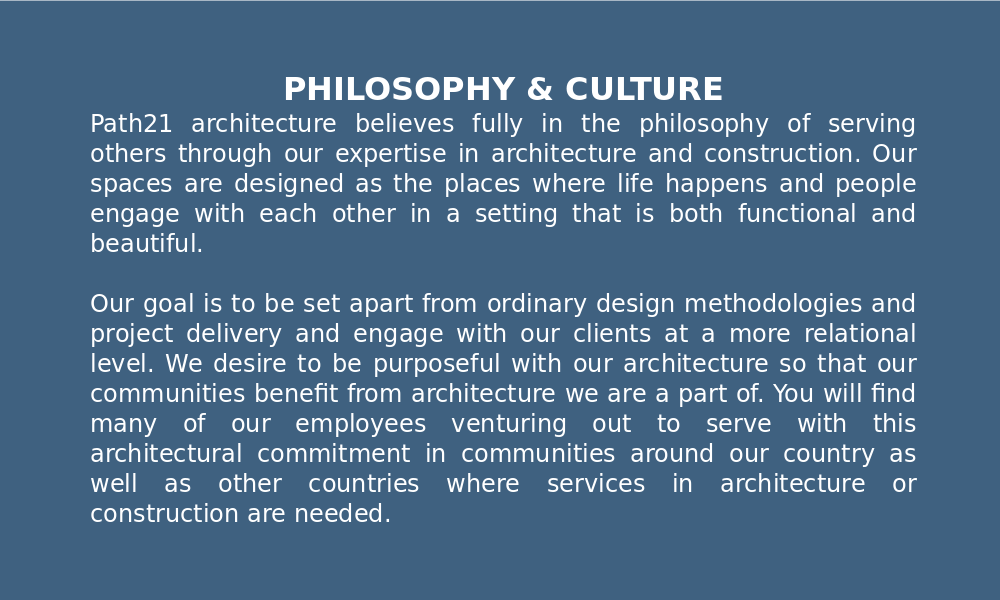 PHILOSOPHY & CULTURE
Path21 architecture believes fully in the philosophy of serving
others through our expertise in architecture and construction. Our
spaces are designed as the places where life happens and people
engage with each other in a setting that is both functional and
beautiful.
Our goal is to be set apart from ordinary design methodologies and
project delivery and engage with our clients at a more relational
level. We desire to be purposeful with our architecture so that our
communities benefit from architecture we are a part of. You will find
many of our employees venturing out to serve with this
architectural commitment in communities around our country as
well as other countries where services in architecture or
construction are needed.